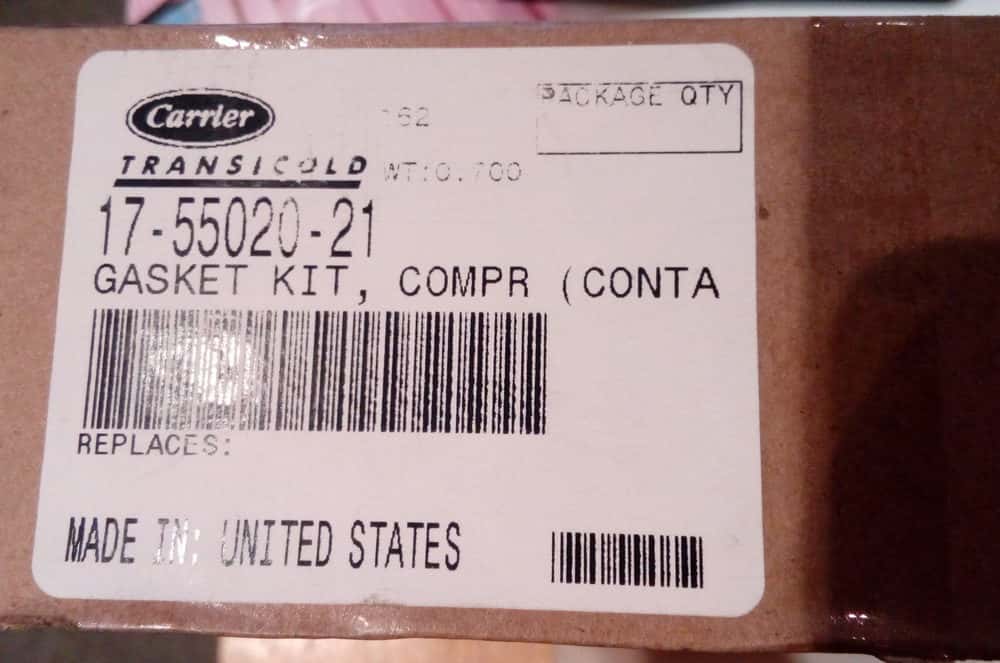 Carrier
TRANSICOLD
PACKAGE QTY
WT:0.700
17-55020-21
GASKET KIT, COMPR (CONTA
REPLACES:
MADE IN: UNITED STATES